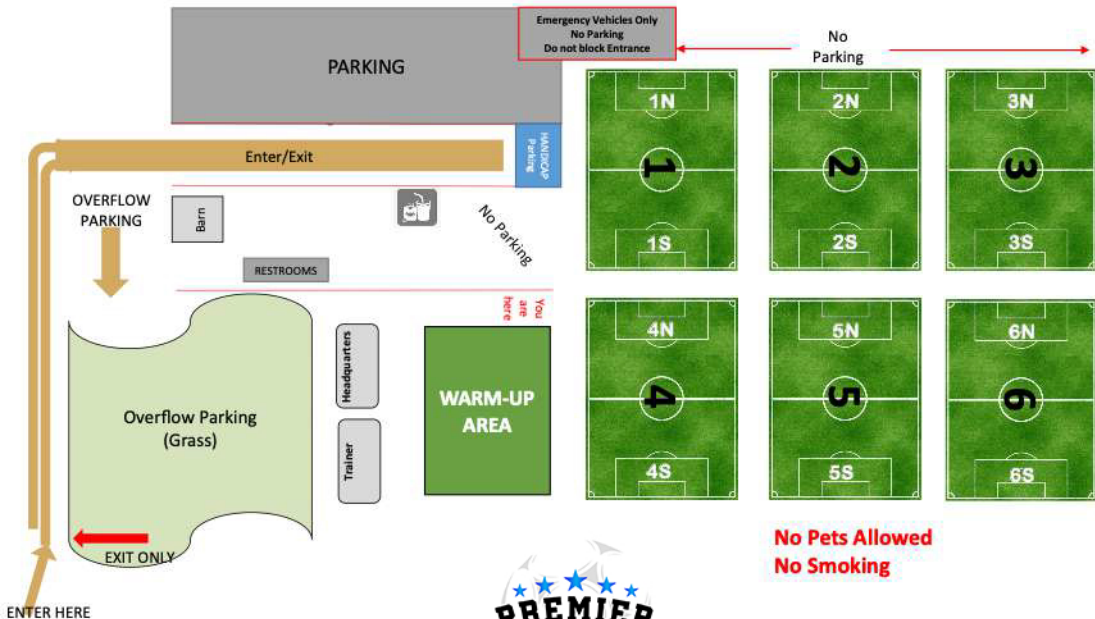 Emergency Vehicles Only
No Parking
Do not block Entrance
No
Parking
PARKING
1N
2N
3N
HANDICAP
Parking
Enter/Exit
1
2
3
OVERFLOW
PARKING
Barn
No Parking
1S
2S
3S
RESTROOMS
You
are
here
4N
5N
6N
Headquarters
WARM-UP
AREA
4
5
6
Overflow Parking
(Grass)
Trainer
4S
5S
6S
No Pets Allowed
No Smoking
EXIT ONLY
ENTER HERE
PREMIER